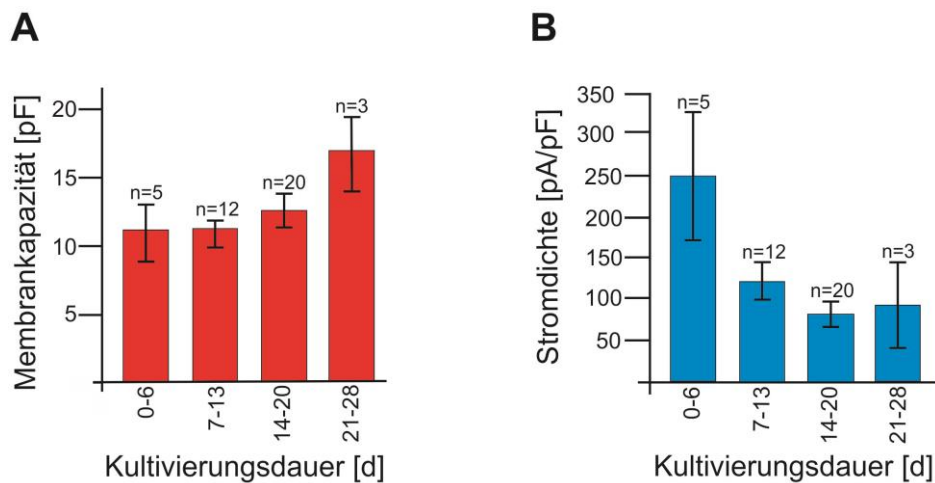 A
Membrankapazität [pF]
20
15
10
5
n=5
n=12
n=20
n=3
0-6
7-13
14-20
21-28
Kultivierungsdauer [d]
B
Stromdichte [pA/pF]
350
300
250
200
150
100
50
n=5
n=12
n=20
n=3
0-6
7-13
14-20
21-28
Kultivierungsdauer [d]